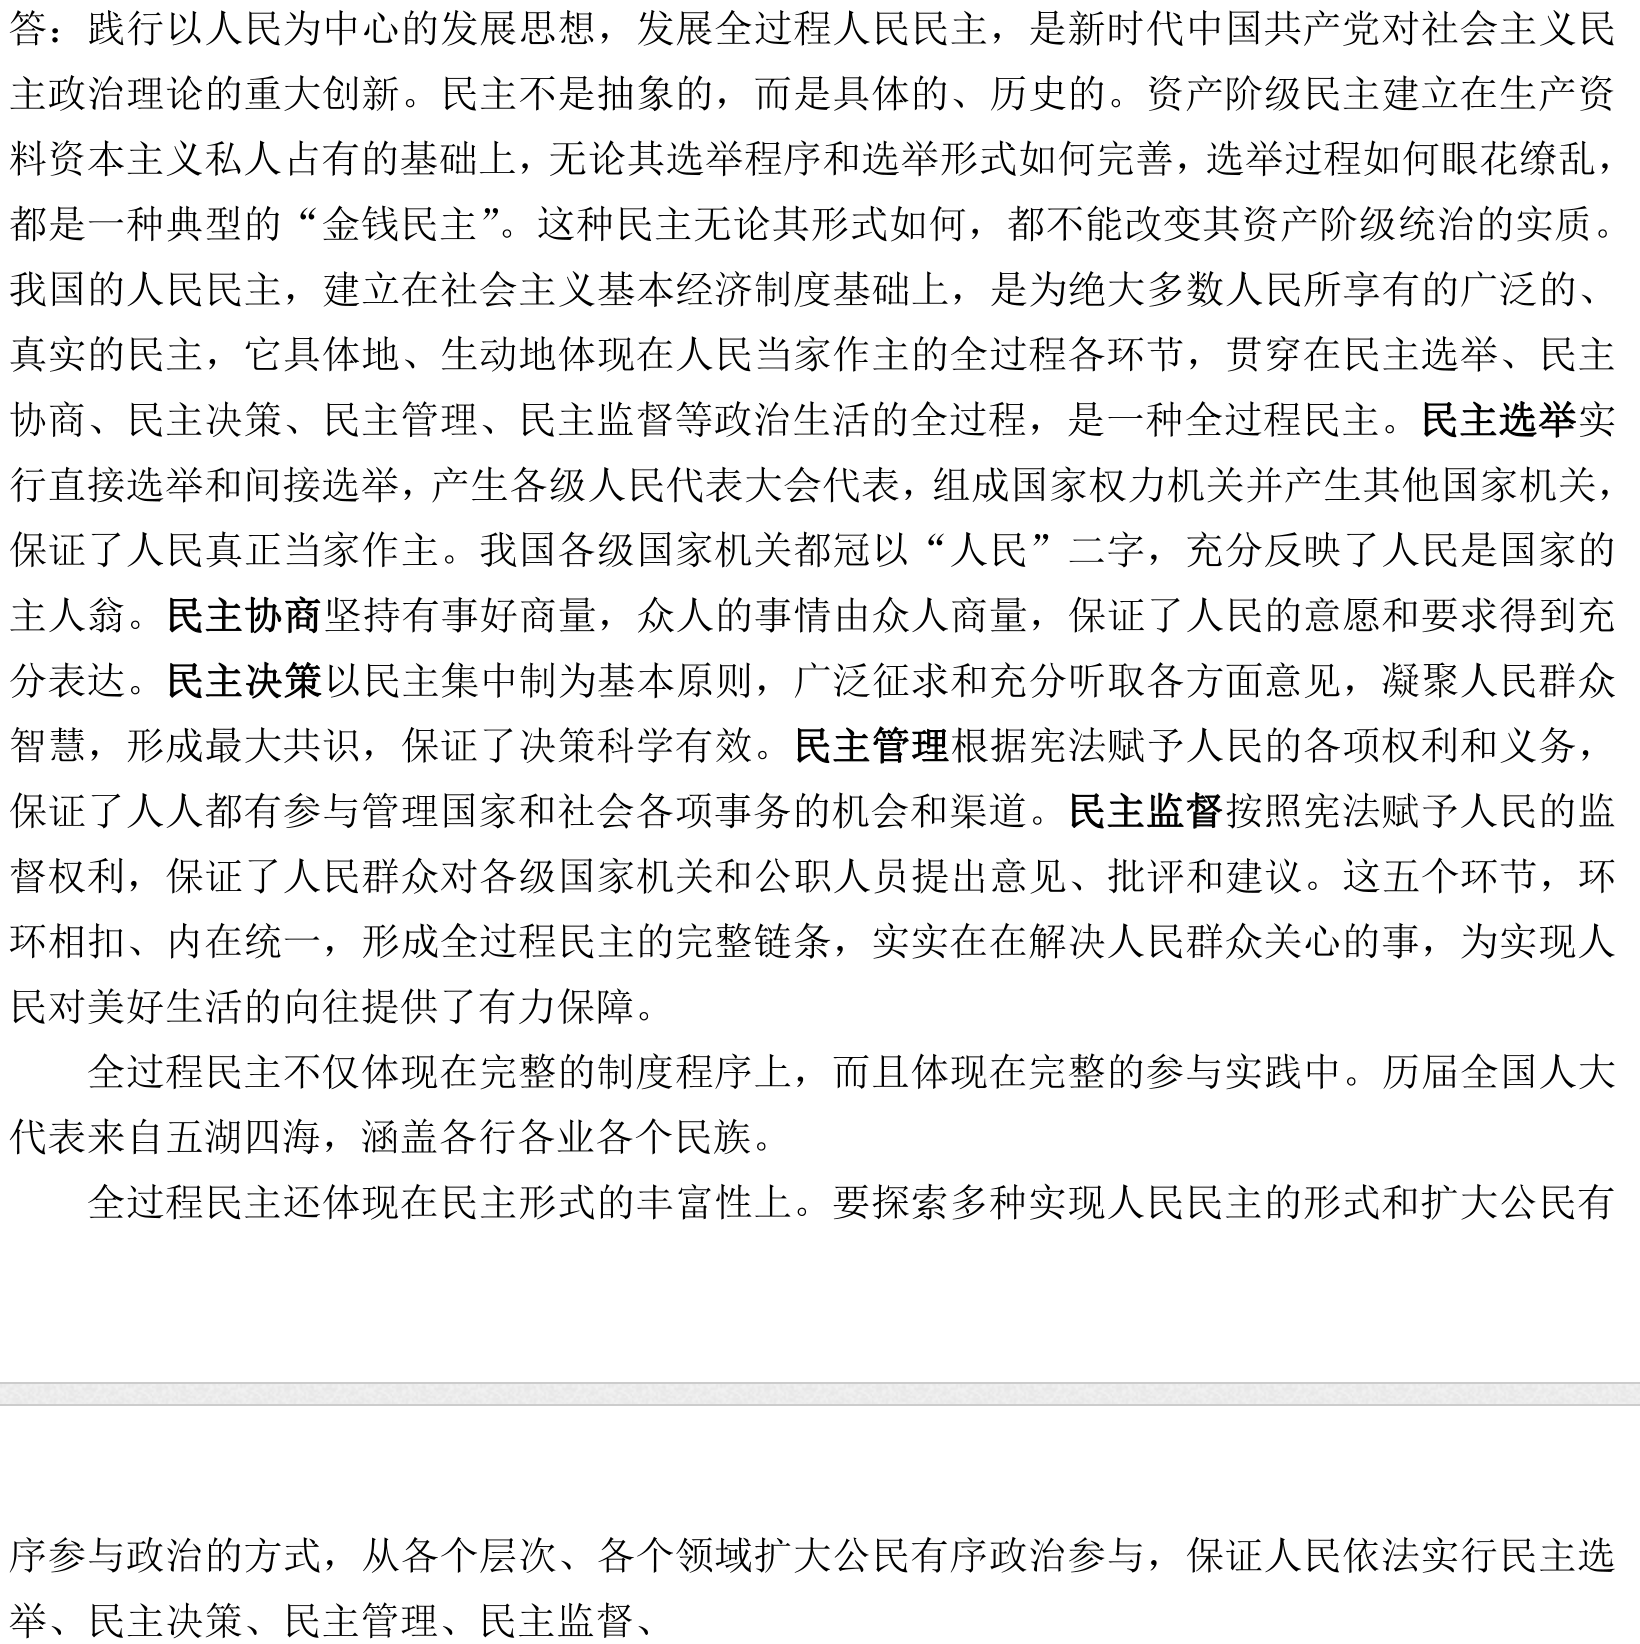 答：践行以人民为中心的发展思想，发展全过程人民民主，是新时代中国共产党对社会主义民
主政治理论的重大创新。民主不是抽象的，而是具体的、历史的。资产阶级民主建立在生产资
料资本主义私人占有的基础上，无论其选举程序和选举形式如何完善，选举过程如何眼花缭乱，
都是一种典型的“金钱民主”。这种民主无论其形式如何，都不能改变其资产阶级统治的实质。
我国的人民民主，建立在社会主义基本经济制度基础上，是为绝大多数人民所享有的广泛的、
真实的民主，它具体地、生动地体现在人民当家作主的全过程各环节，贯穿在民主选举、民主
协商、民主决策、民主管理、民主监督等政治生活的全过程，是一种全过程民主。民主选举实
行直接选举和间接选举，产生各级人民代表大会代表，组成国家权力机关并产生其他国家机关，
保证了人民真正当家作主。我国各级国家机关都冠以“人民”二字，充分反映了人民是国家的
主人翁。民主协商坚持有事好商量，众人的事情由众人商量，保证了人民的意愿和要求得到充
分表达。民主决策以民主集中制为基本原则，广泛征求和充分听取各方面意见，凝聚人民群众
智慧，形成最大共识，保证了决策科学有效。民主管理根据宪法赋予人民的各项权利和义务，
保证了人人都有参与管理国家和社会各项事务的机会和渠道。民主监督按照宪法赋予人民的监
督权利，保证了人民群众对各级国家机关和公职人员提出意见、批评和建议。这五个环节，环
环相扣、内在统一，形成全过程民主的完整链条，实实在在解决人民群众关心的事，为实现人
民对美好生活的向往提供了有力保障。
全过程民主不仅体现在完整的制度程序上，而且体现在完整的参与实践中。历届全国人大
代表来自五湖四海，涵盖各行各业各个民族。
全过程民主还体现在民主形式的丰富性上。要探索多种实现人民民主的形式和扩大公民有
序参与政治的方式，从各个层次、各个领域扩大公民有序政治参与，保证人民依法实行民主选
举、民主决策、民主管理、民主监督、